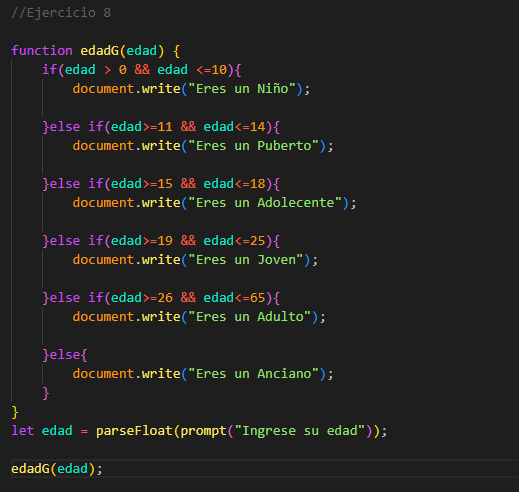 //Ejercicio 8
function edadG(edad) {
if(edad > 0 && edad <=10){
document.write("Eres un Niño");
}else if(edad>=11 && edad<=14){
document.write("Eres un Puberto");
}else if(edad>=15 && edad<=18){
document.write("Eres un Adolecente");
}else if(edad>=19 && edad<=25){
document.write("Eres un Joven");
}else if(edad>=26 && edad<=65){
document.write("Eres un Adulto");
}else{
document.write("Eres un Anciano");
}
}
let edad = parseFloat(prompt("Ingrese su edad"));
edadG(edad);